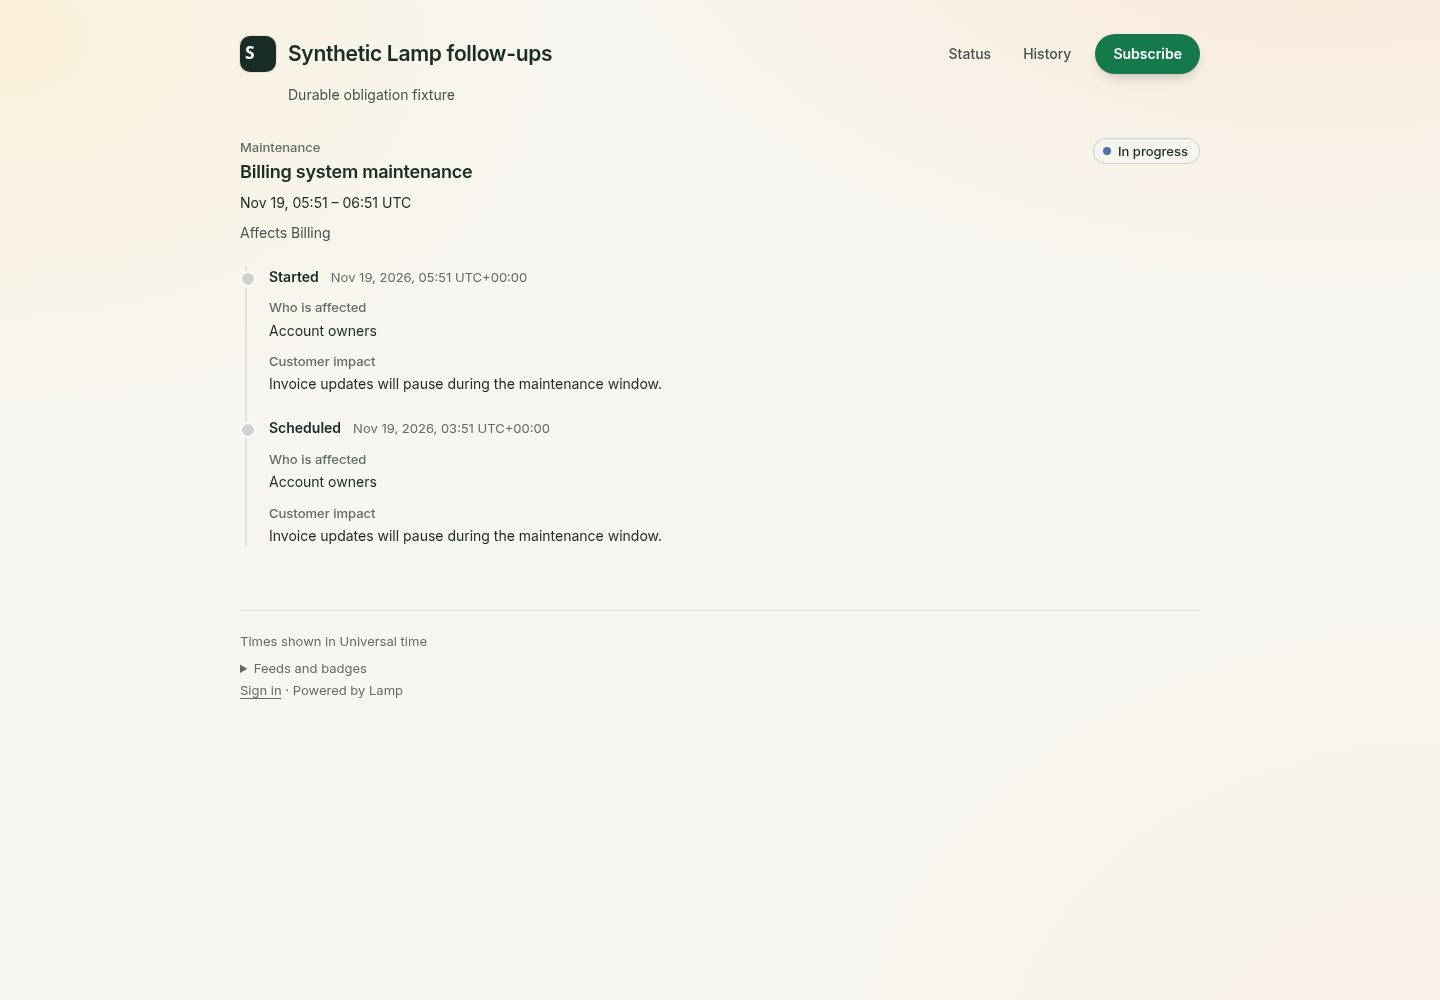 S
Synthetic Lamp follow-ups
Status
History
Subscribe
Durable obligation fixture
Maintenance
In progress
Billing system maintenance
Nov 19, 05:51 – 06:51 UTC
Affects Billing
Started Nov 19, 2026, 05:51 UTC+00:00
Who is affected
Account owners
Customer impact
Invoice updates will pause during the maintenance window.
Scheduled Nov 19, 2026, 03:51 UTC+00:00
Who is affected
Account owners
Customer impact
Invoice updates will pause during the maintenance window.
Times shown in Universal time
Feeds and badges
Sign in · Powered by Lamp